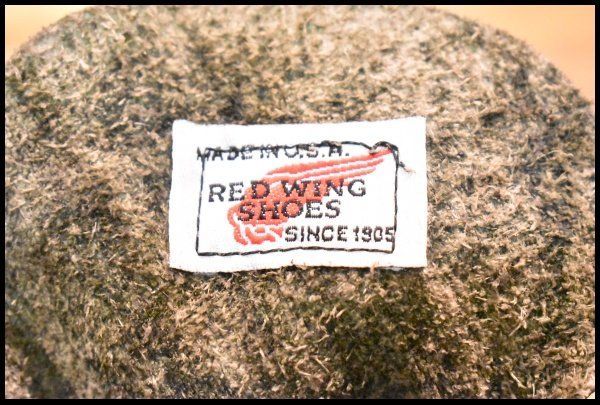 MADE IN U.S.A.
RED WING
SHOES
SINCE 1905